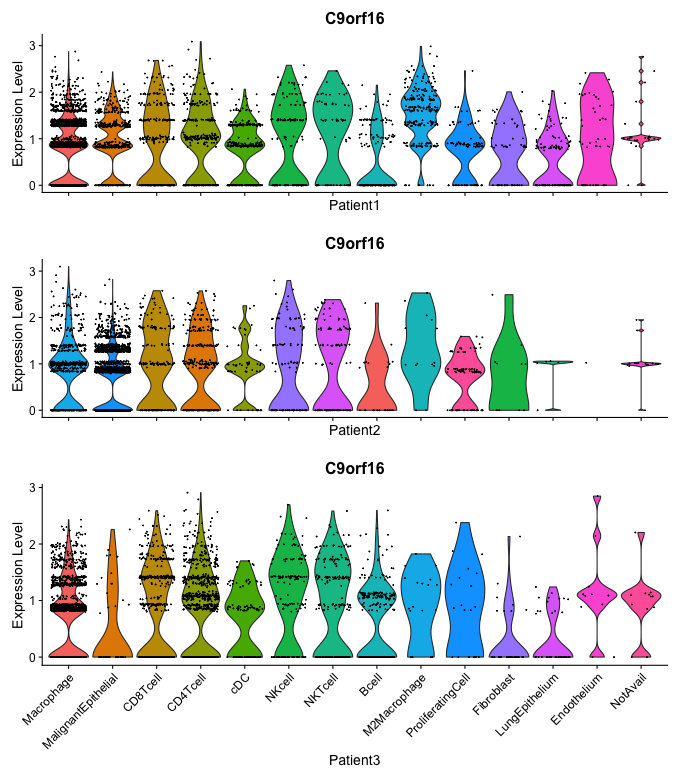 C9orf16
Expression Level
3
2
1
0
Patient1
C9orf16
Expression Level
3
2
1
0
Patient2
C9orf16
Expression Level
3
2
1
0
Macrophage
MalignantEpithelial
CD8Tcell
CD4Tcell
cDC
NKcell
NKTcell
Bcell
M2Macrophage
ProliferatingCell
Fibroblast
LungEpithelium
Endothelium
NotAvail
Patient3